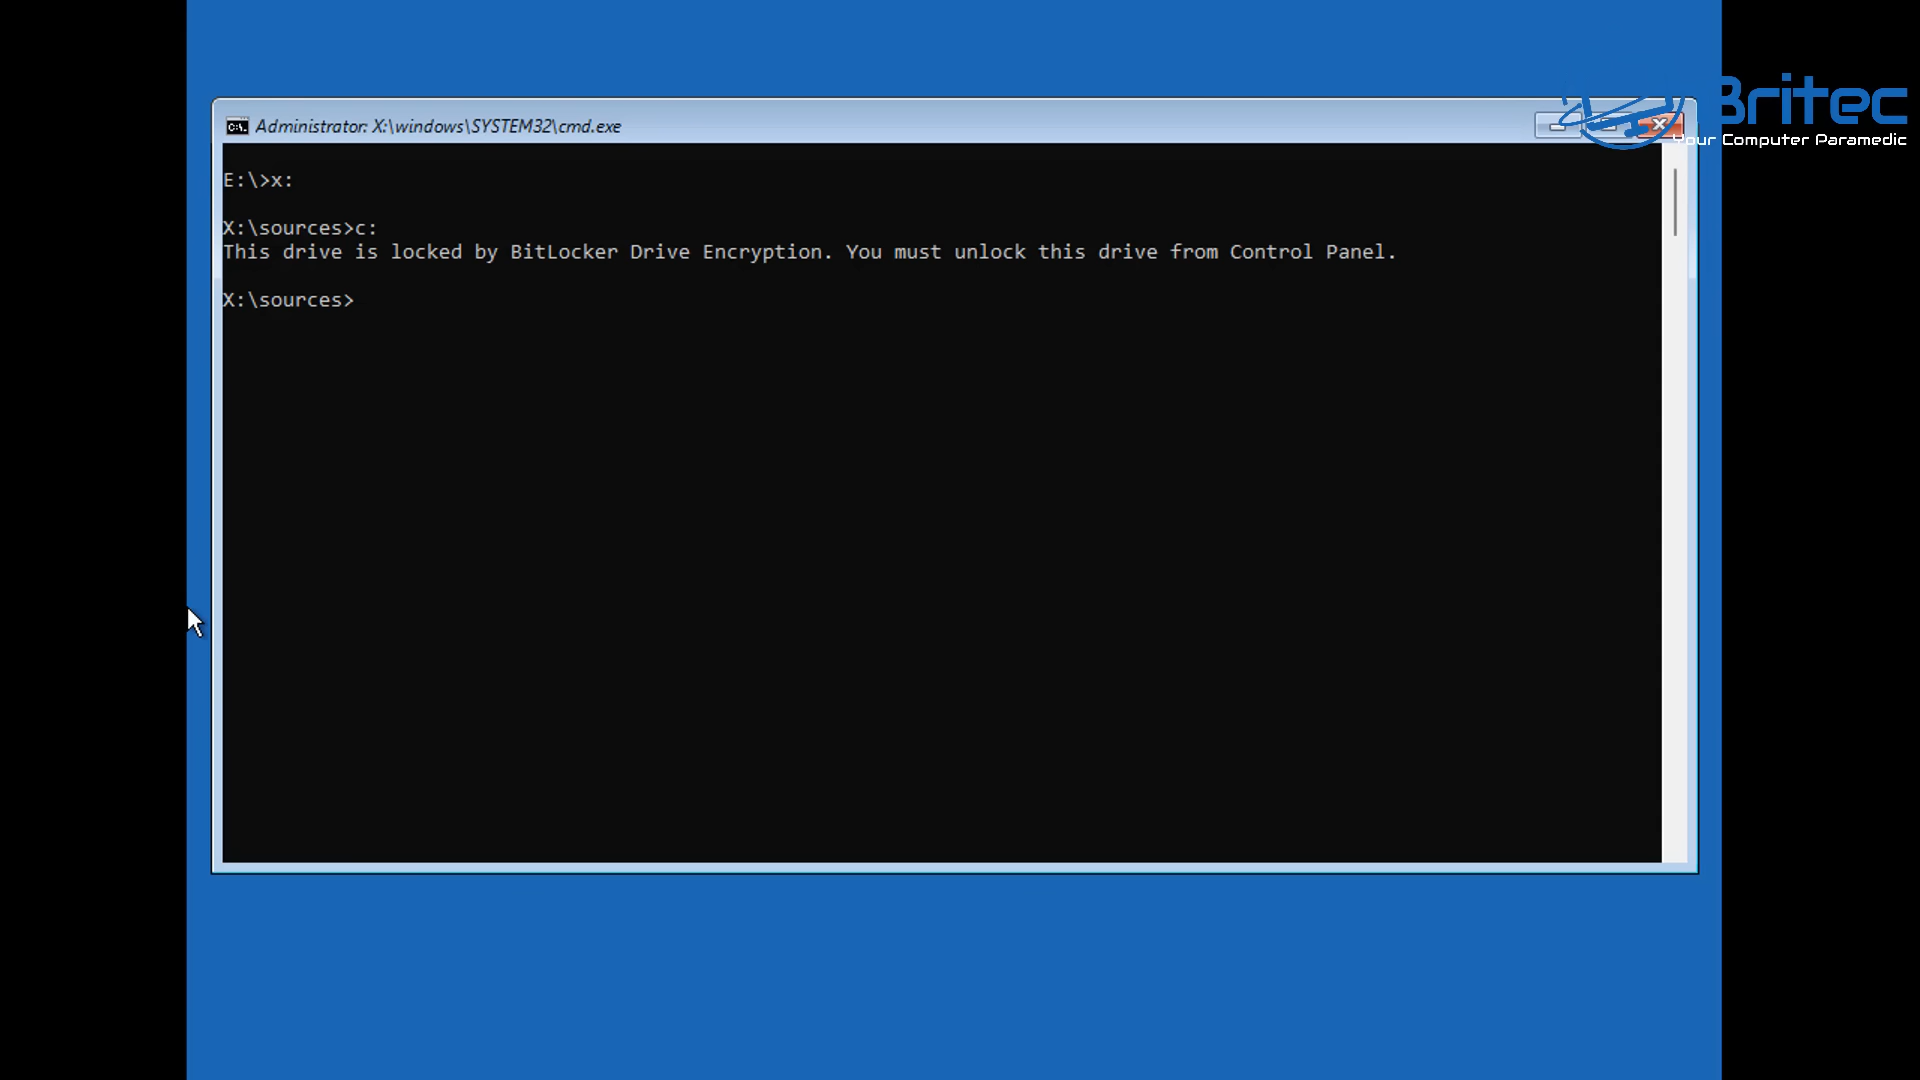 Britec
Your Computer Paramedic
Administrator: X:\windows\SYSTEM32\cmd.exe
E:\>x:
X:\sources>c:
This drive is locked by BitLocker Drive Encryption. You must unlock this drive from Control Panel.
X:\sources>